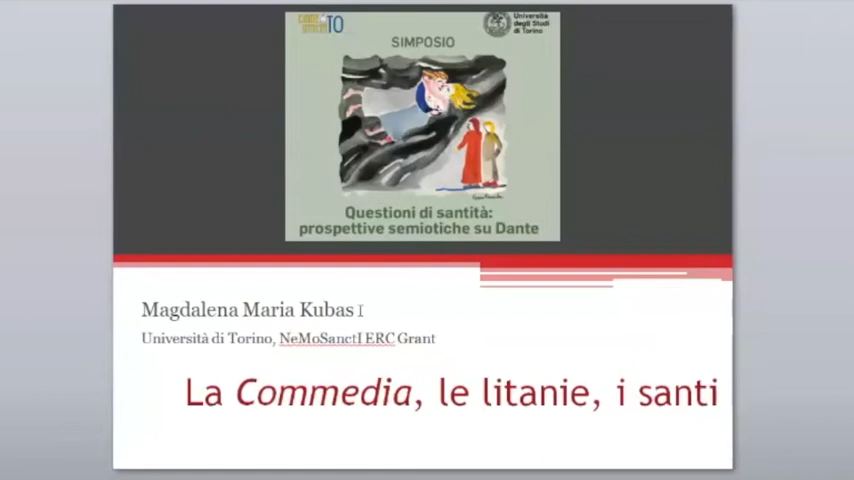 TO
Università
degli Studi
di Torino
SIMPOSIO
Questioni di santità:
prospettive semiotiche su Dante
Magdalena Maria Kubas
Università di Torino, NeMoSanctI ERC Grant
La Commedia, le litanie, i santi